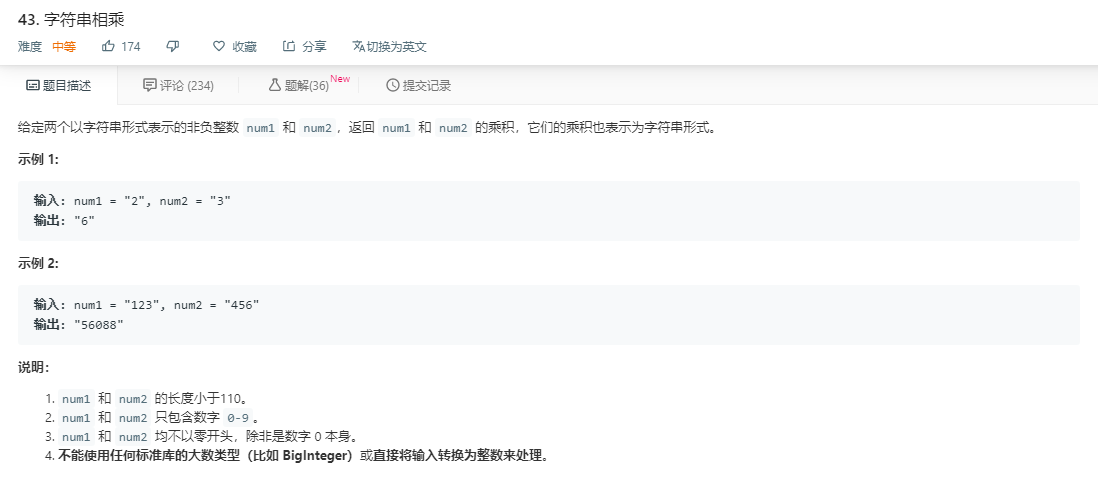 43. 字符串相乘
难度 中等 174 收藏 分享 切换为英文
题目描述 评论 (234) 题解(36) New 提交记录
给定两个以字符串形式表示的非负整数 num1 和 num2，返回 num1 和 num2 的乘积，它们的乘积也表示为字符串形式。
示例 1:
输入: num1 = "2", num2 = "3"
输出: "6"
示例 2:
输入: num1 = "123", num2 = "456"
输出: "56088"
说明：
1. num1 和 num2 的长度小于110。
2. num1 和 num2 只包含数字 0-9。
3. num1 和 num2 均不以零开头，除非是数字 0 本身。
4. 不能使用任何标准库的大数类型（比如 BigInteger）或直接将输入转换为整数来处理。